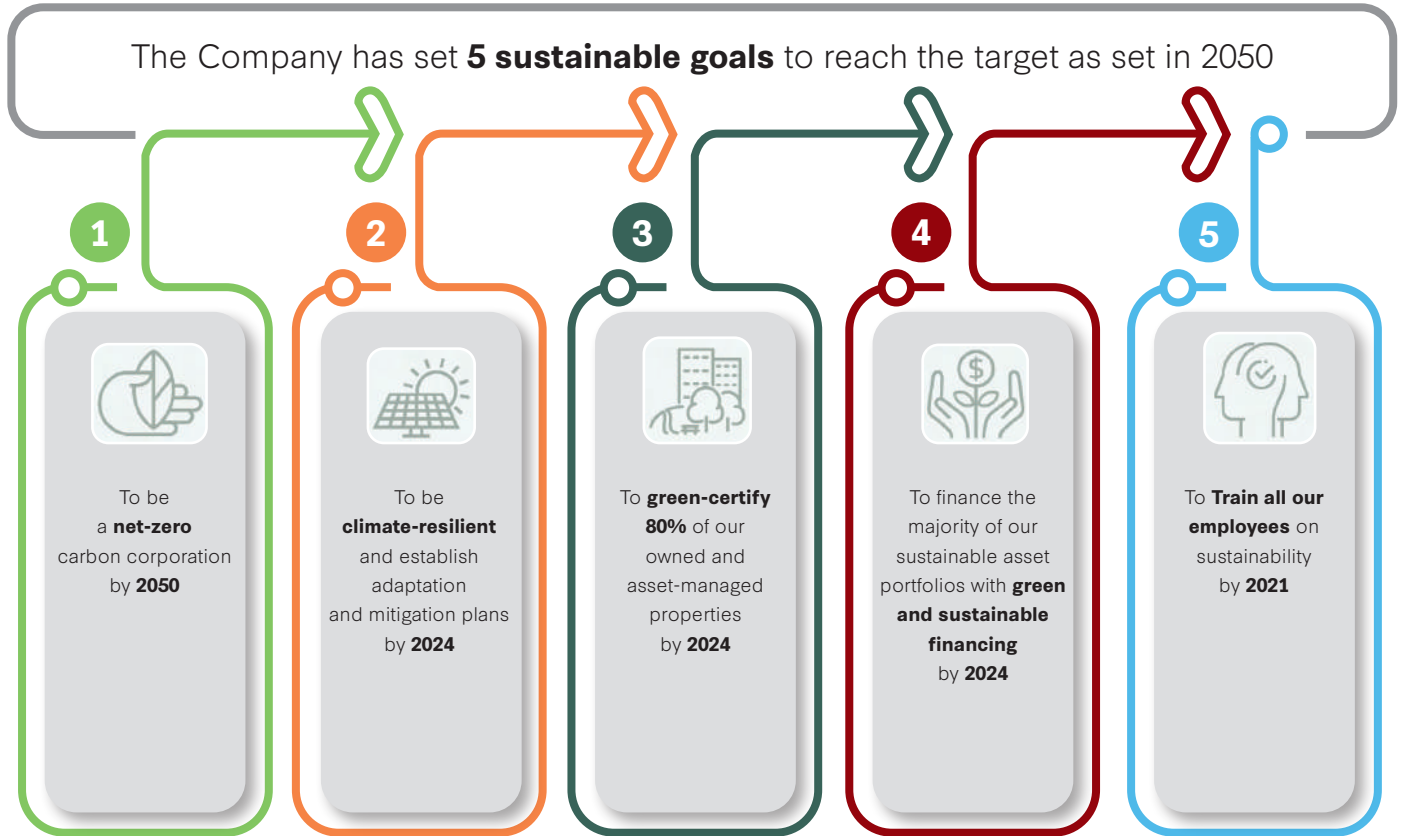 The Company has set 5 sustainable goals to reach the target as set in 2050
1
To be
a net-zero
carbon corporation
by 2050
2
To be
climate-resilient
and establish
adaptation
and mitigation plans
by 2024
3
To green-certify
80% of our
owned and
asset-managed
properties
by 2024
4
To finance the
majority of our
sustainable asset
portfolios with green
and sustainable
financing
by 2024
5
To Train all our
employees on
sustainability
by 2021
$